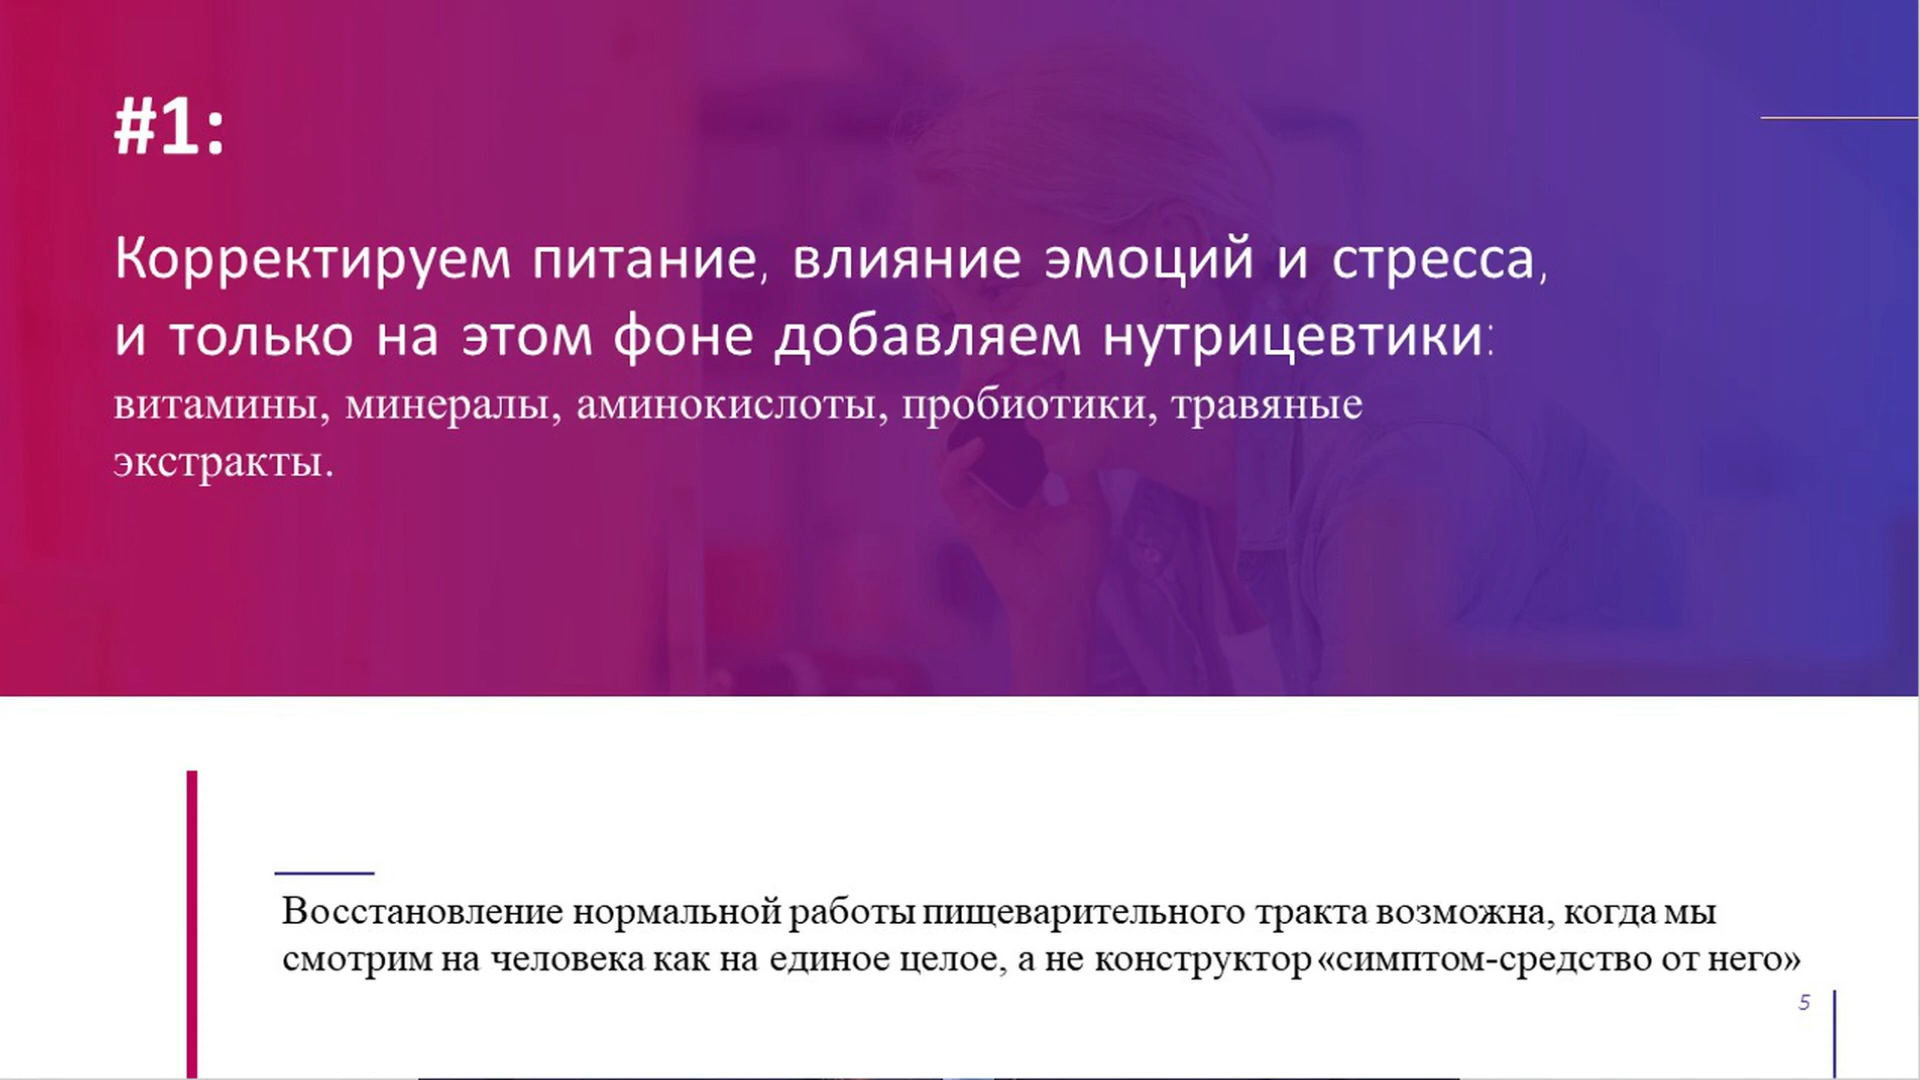 #1:
Корректируем питание, влияние эмоций и стресса,
и только на этом фоне добавляем нутрицевтики:
витамины, минералы, аминокислоты, пробиотики, травяные
экстракты.
Восстановление нормальной работы пищеварительного тракта возможна, когда мы
смотрим на человека как на единое целое, а не конструктор «симптом-средство от него»
5